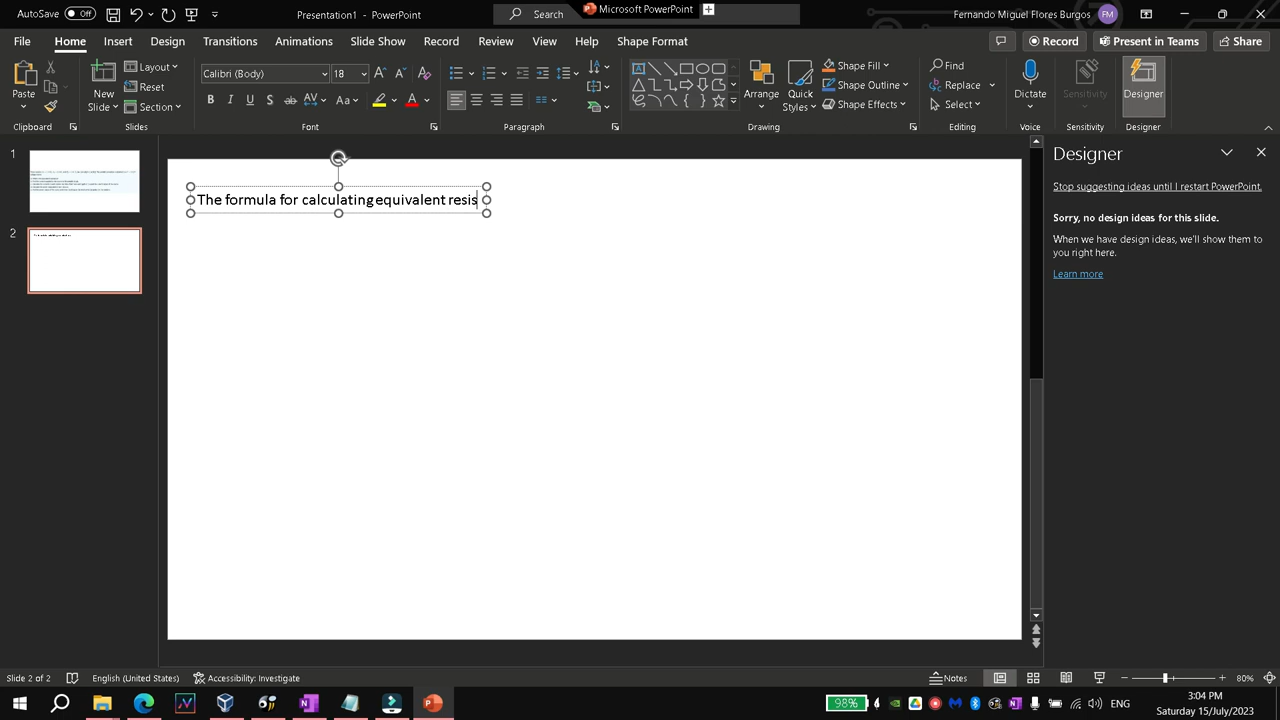 AutoSave Off Presentation1 - PowerPoint Search Microsoft PowerPoint Fernando Miguel Flores Burgos FM
File Home Insert Draw Design Transitions Animations Slide Show Record Review View Help Shape Format Record Present in Teams Share
Paste
Clipboard
New
Slide
Layout
Reset
Section
Slides
Calibri (Body) 18
B U S ab AV Aa A
Font
Paragraph
Arrange
Quick
Styles
Shape Fill
Shape Outline
Shape Effects
Drawing
Find
Replace
Select
Editing
Dictate
Voice
Sensitivity
Sensitivity
Designer
Designer
1
2
The formula for calculating equivalent resis
Designer
Stop suggesting ideas until I restart PowerPoint.
Sorry, no design ideas for this slide.
When we have design ideas, we'll show them to
you right here.
Learn more
Slide 2 of 2 English (United States) Accessibility: Investigate Notes 80%
98% ENG 3:04 PM
Saturday 15/July/2023